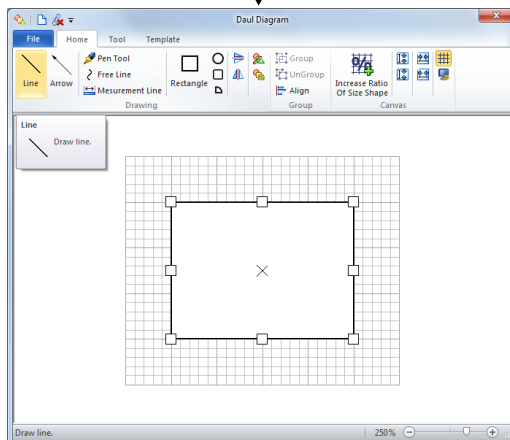 Daul Diagram
File Home Tool Template
Line
Arrow
Pen Tool
Free Line
Mesurement Line
Rectangle
Drawing
Group
UnGroup
Align
Group
Increase Ratio
Of Size Shape
Canvas
Line
Draw line.
Draw line.
250%